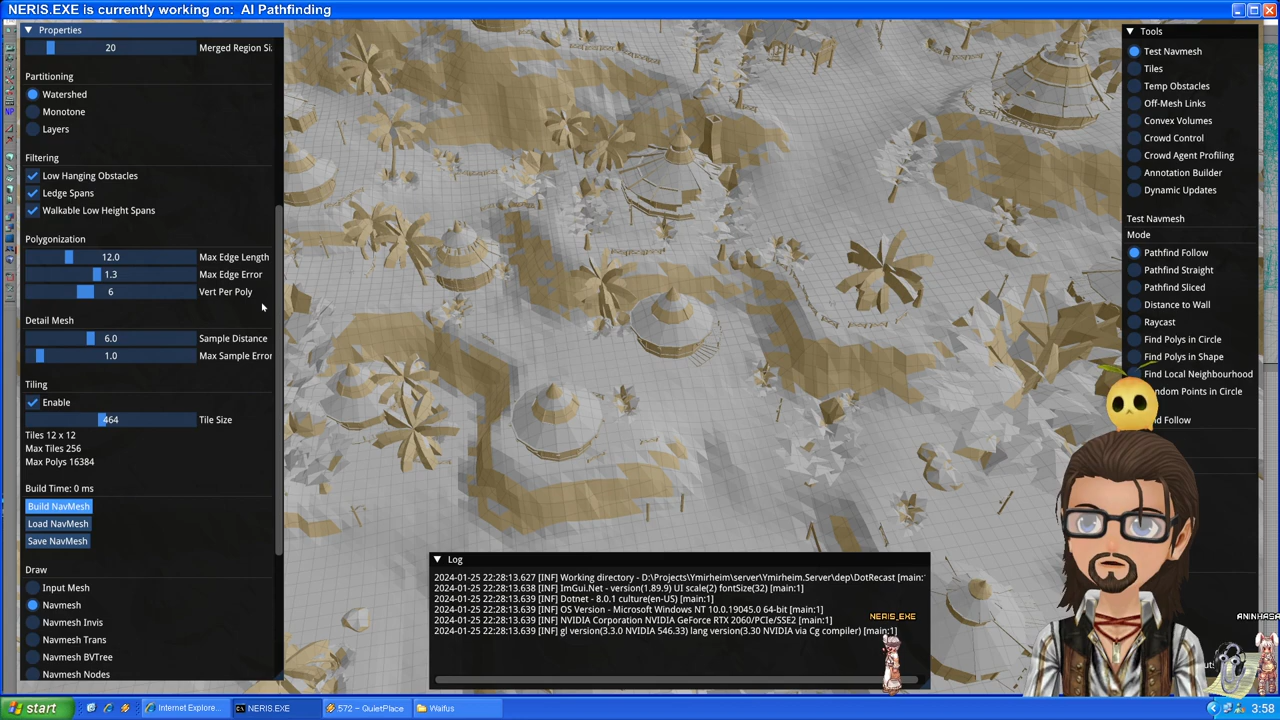 NERIS.EXE is currently working on: AI Pathfinding
Properties
20 Merged Region Si
Partitioning
Watershed
Monotone
Layers
Filtering
Low Hanging Obstacles
Ledge Spans
Walkable Low Height Spans
Polygonization
12.0 Max Edge Length
1.3 Max Edge Error
6 Vert Per Poly
Detail Mesh
6.0 Sample Distance
1.0 Max Sample Error
Tiling
Enable
464 Tile Size
Tiles 12 x 12
Max Tiles 256
Max Polys 16384
Build Time: 0 ms
Build NavMesh
Load NavMesh
Save NavMesh
Draw
Input Mesh
Navmesh
Navmesh Invis
Navmesh Trans
Navmesh BVTree
Navmesh Nodes
Tools
Test Navmesh
Tiles
Temp Obstacles
Off-Mesh Links
Convex Volumes
Crowd Control
Crowd Agent Profiling
Annotation Builder
Dynamic Updates
Test Navmesh
Mode
Pathfind Follow
Pathfind Straight
Pathfind Sliced
Distance to Wall
Raycast
Find Polys in Circle
Find Polys in Shape
Find Local Neighbourhood
ndom Points in Circle
nd Follow
Log
2024-01-25 22:28:13.627 [INF] Working directory - D:\Projects\Ymirheim\server\Ymirheim.Server\dep\DotRecast [main:
2024-01-25 22:28:13.638 [INF] ImGui.Net - version(1.89.9) UI scale(2) fontSize(32) [main:1]
2024-01-25 22:28:13.639 [INF] Dotnet - 8.0.1 culture(en-US) [main:1]
2024-01-25 22:28:13.639 [INF] OS Version - Microsoft Windows NT 10.0.19045.0 64-bit [main:1]
2024-01-25 22:28:13.639 [INF] NVIDIA Corporation NVIDIA GeForce RTX 2060/PCIe/SSE2 [main:1]
2024-01-25 22:28:13.639 [INF] gl version(3.3.0 NVIDIA 546.33) lang version(3.30 NVIDIA via Cg compiler) [main:1]
NERIS_EXE
ANINHASA
start
Internet Explore...
NERIS.EXE
.572 - QuietPlace
Waifus
3:58